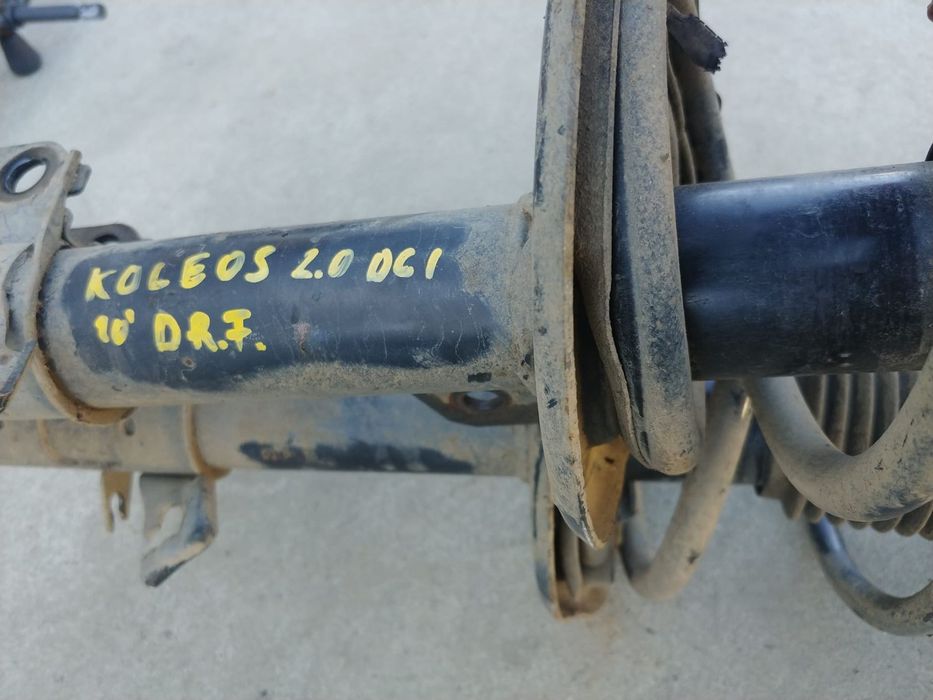 KOLEOS 2.0 DCI
10' DR.F.